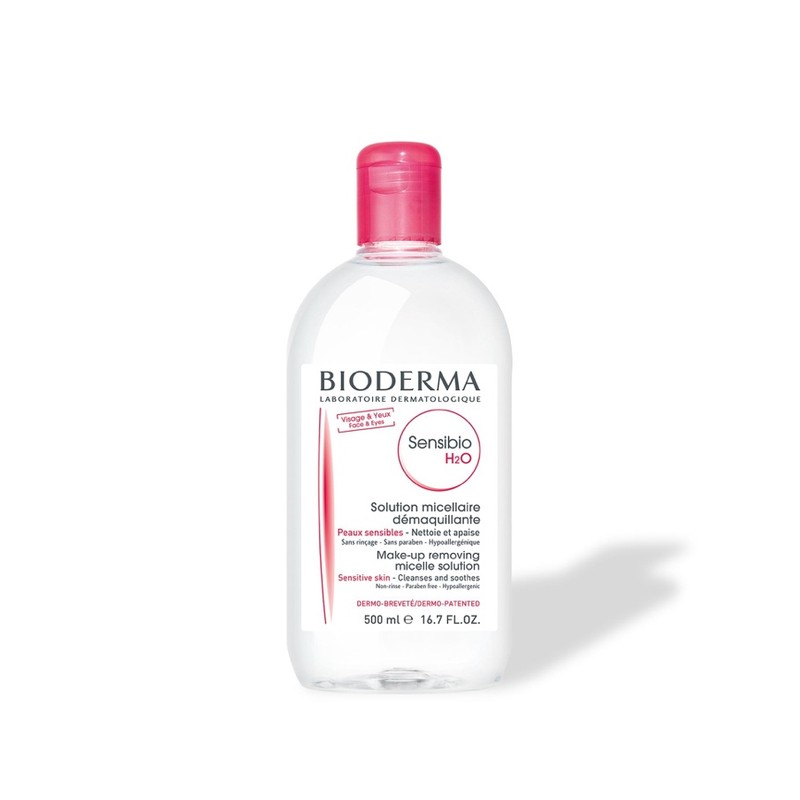 BIODERMA
LABORATOIRE DERMATOLOGIQUE
Visage & Yeux
Face & Eyes
Sensibio
H2O
Solution micellaire
démaquillante
Peaux sensibles - Nettoie et apaise
Sans rinçage - Sans paraben - Hypoallergénique
Make-up removing
micelle solution
Sensitive skin - Cleanses and soothes
Non-rinse - Paraben free - Hypoallergenic
DERMO-BREVETÉ/DERMO-PATENTED
500 ml ℮ 16.7 FL.OZ.